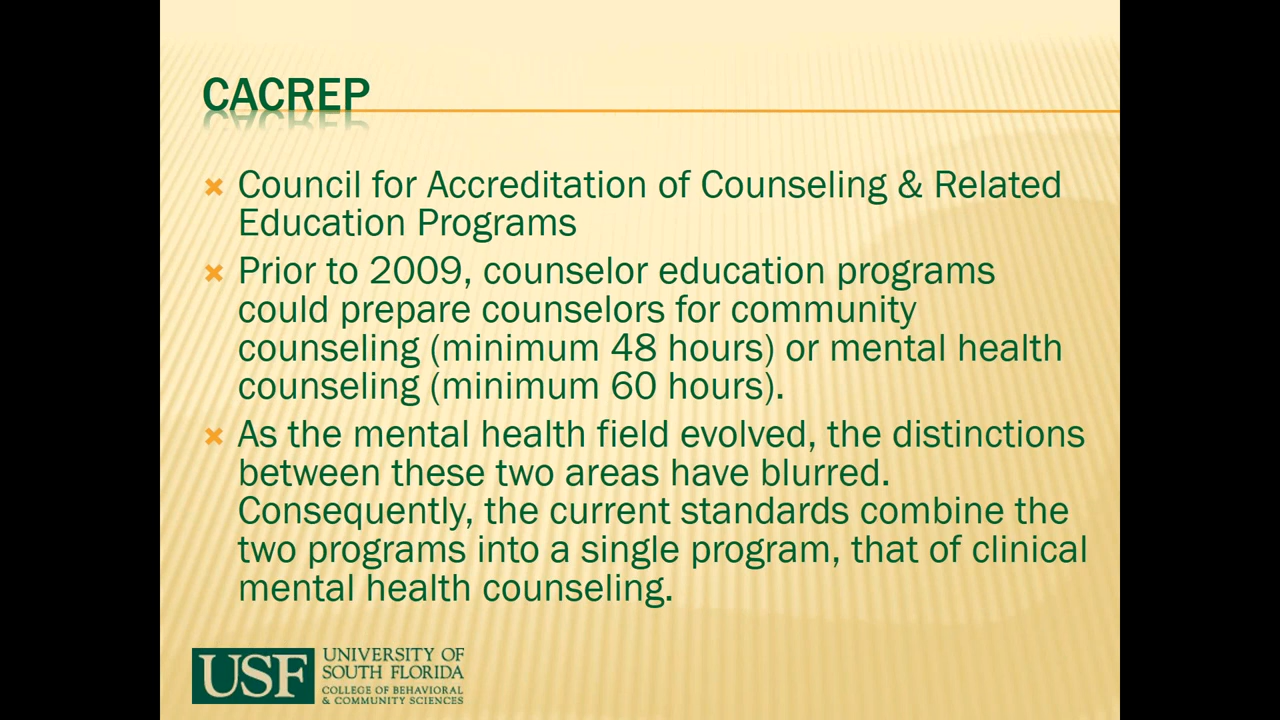 CACREP
Council for Accreditation of Counseling & Related
Education Programs
Prior to 2009, counselor education programs
could prepare counselors for community
counseling (minimum 48 hours) or mental health
counseling (minimum 60 hours).
As the mental health field evolved, the distinctions
between these two areas have blurred.
Consequently, the current standards combine the
two programs into a single program, that of clinical
mental health counseling.
USF
UNIVERSITY OF
SOUTH FLORIDA
COLLEGE OF BEHAVIORAL
& COMMUNITY SCIENCES